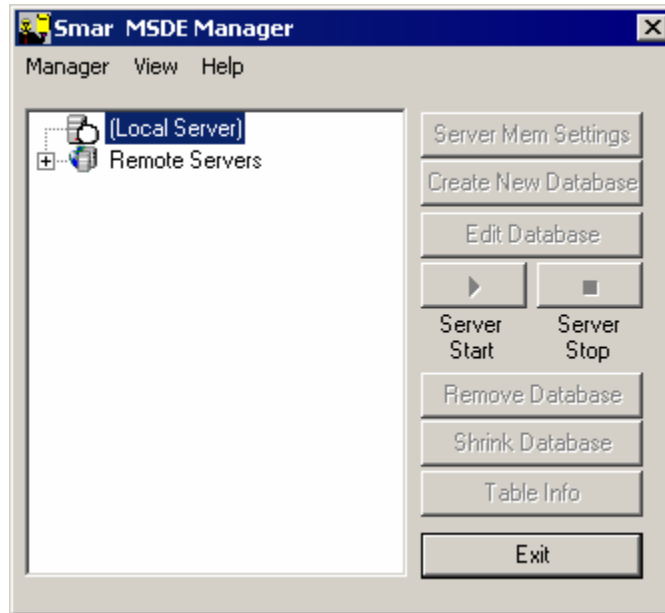 Smar MSDE Manager
Manager View Help
(Local Server)
Remote Servers
Server Mem Settings
Create New Database
Edit Database
Server Start
Server Stop
Remove Database
Shrink Database
Table Info
Exit